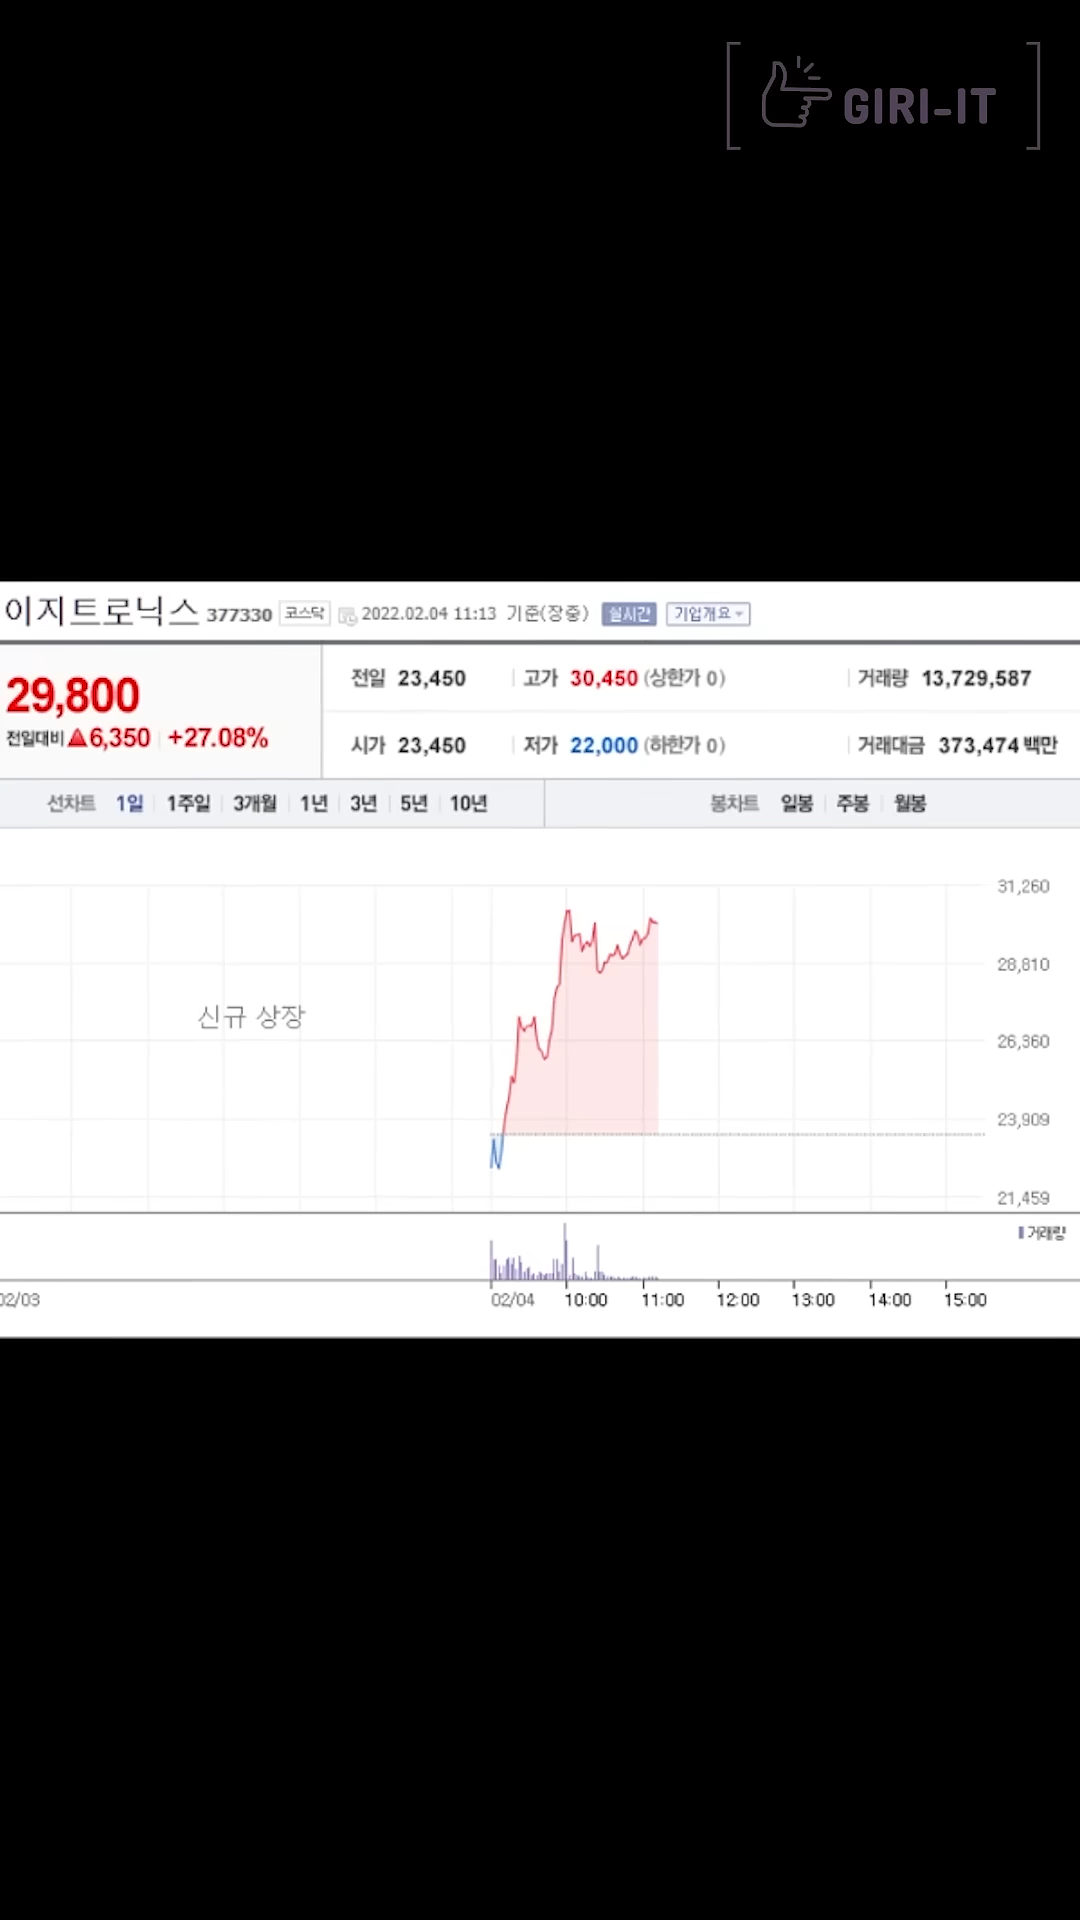 GIRI-IT
이지트로닉스 377330 코스닥 2022.02.04 11:13 기준(장중) 실시간 기업개요
29,800
전일대비 ▲6,350 +27.08%
전일 23,450 고가 30,450 (상한가 0) 거래량 13,729,587
시가 23,450 저가 22,000 (하한가 0) 거래대금 373,474 백만
선차트 1일 1주일 3개월 1년 3년 5년 10년 봉차트 일봉 주봉 월봉
31,260
28,810
신규 상장
26,360
23,909
21,459
거래량
02/03 02/04 10:00 11:00 12:00 13:00 14:00 15:00